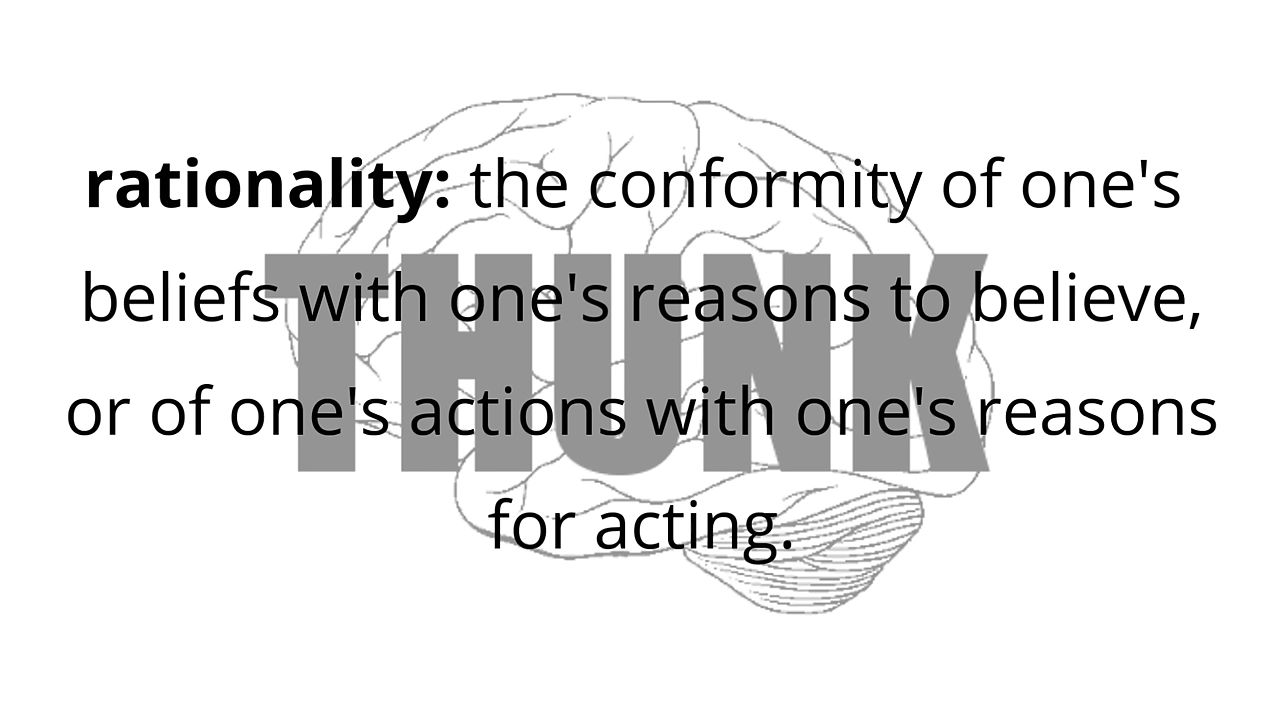 rationality: the conformity of one's
beliefs with one's reasons to believe,
or of one's actions with one's reasons
for acting.
THUNK